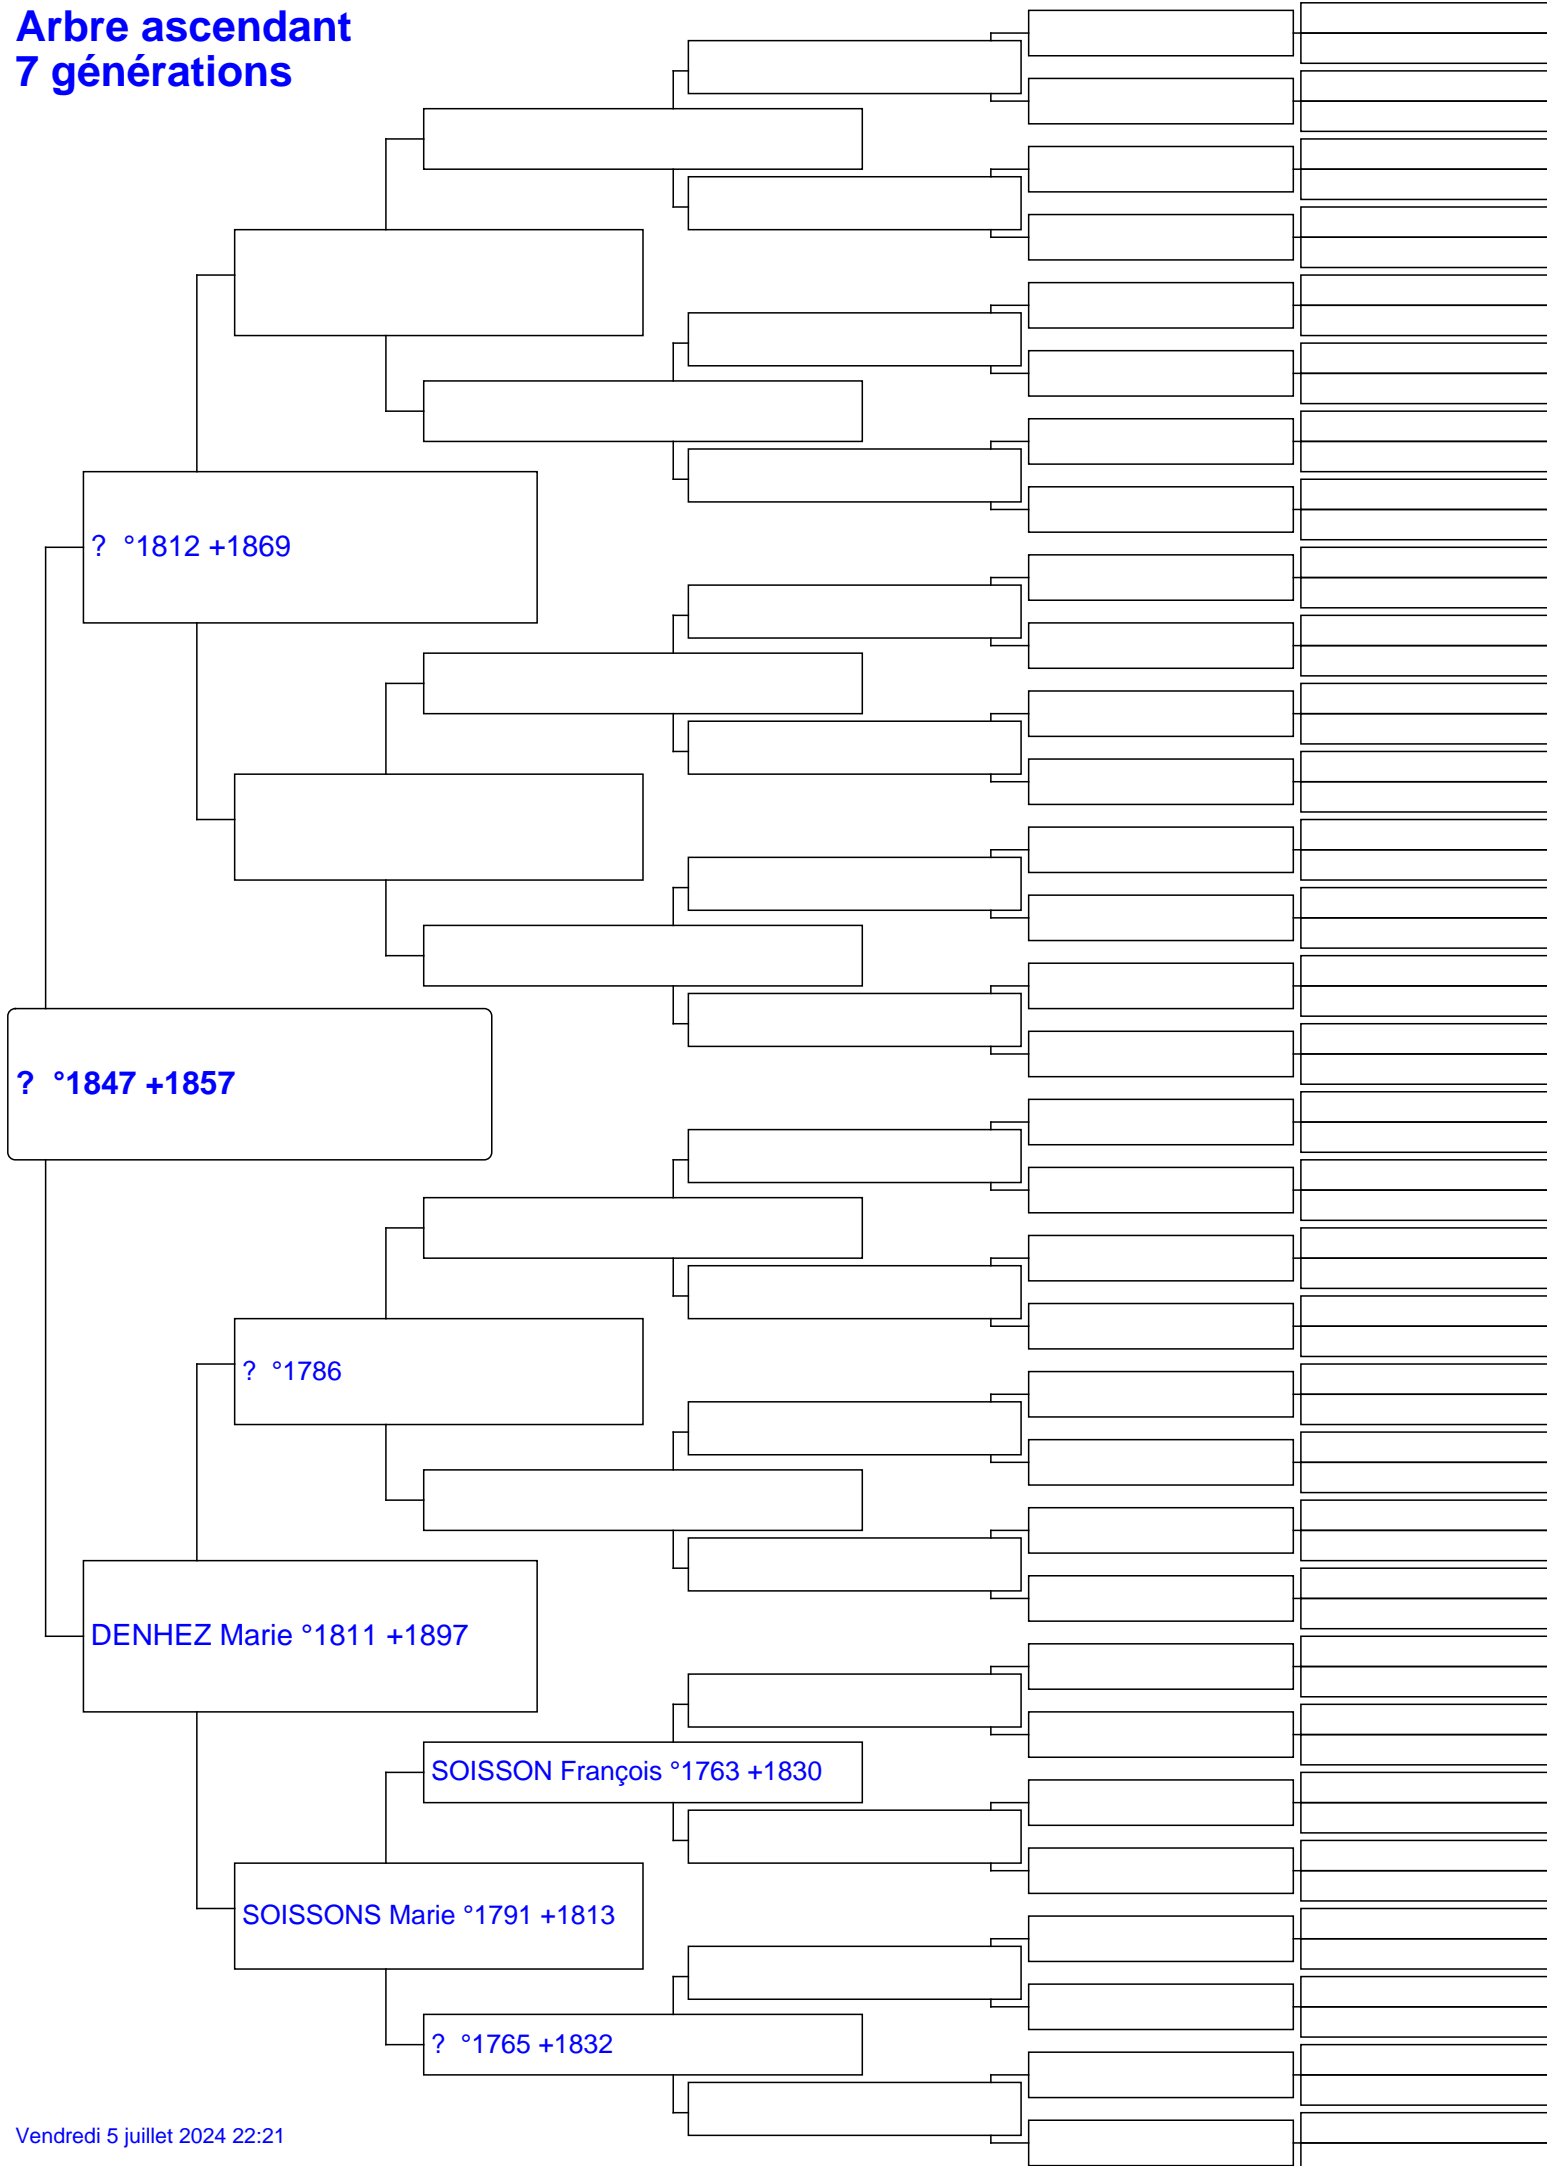 Arbre ascendant
7 générations
? °1812 +1869
? °1847 +1857
? °1786
DENHEZ Marie °1811 +1897
SOISSON François °1763 +1830
SOISSONS Marie °1791 +1813
? °1765 +1832
Vendredi 5 juillet 2024 22:21